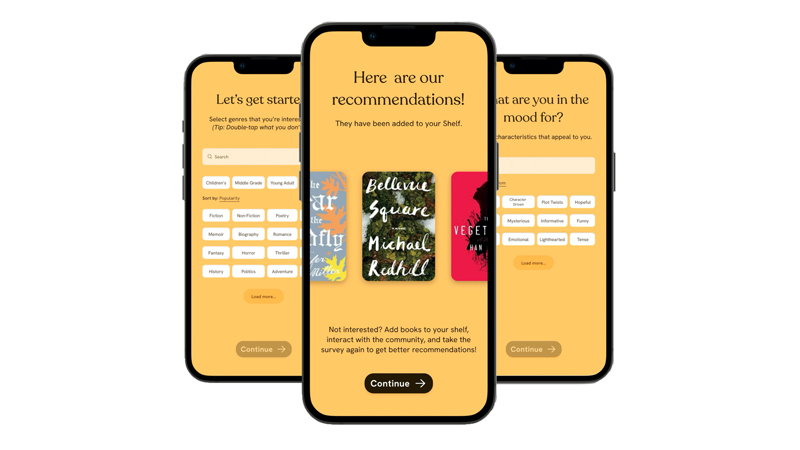 Let's get starte
Select genres that you're interes
(Tip: Double-tap what you don'
Search
Children's
Middle-Grade
Young Adult
Sort by: Popularity
Fiction
Non-Fiction
Poetry
Memoir
Biography
Romance
Fantasy
Horror
Thriller
History
Politics
Adventure
Load more...
Continue
Here are our
recommendations!
They have been added to your Shelf.
Bellevue
Square
Michael
Redhill
VEGET
HAN
Not interested? Add books to your shelf,
interact with the community, and take the
survey again to get better recommendations!
Continue
at are you in the
mood for?
characteristics that appeal to you.
Character
Driven
Plot Twists
Hopeful
Mysterious
Informative
Funny
Emotional
Lighthearted
Tense
Load more...
Continue